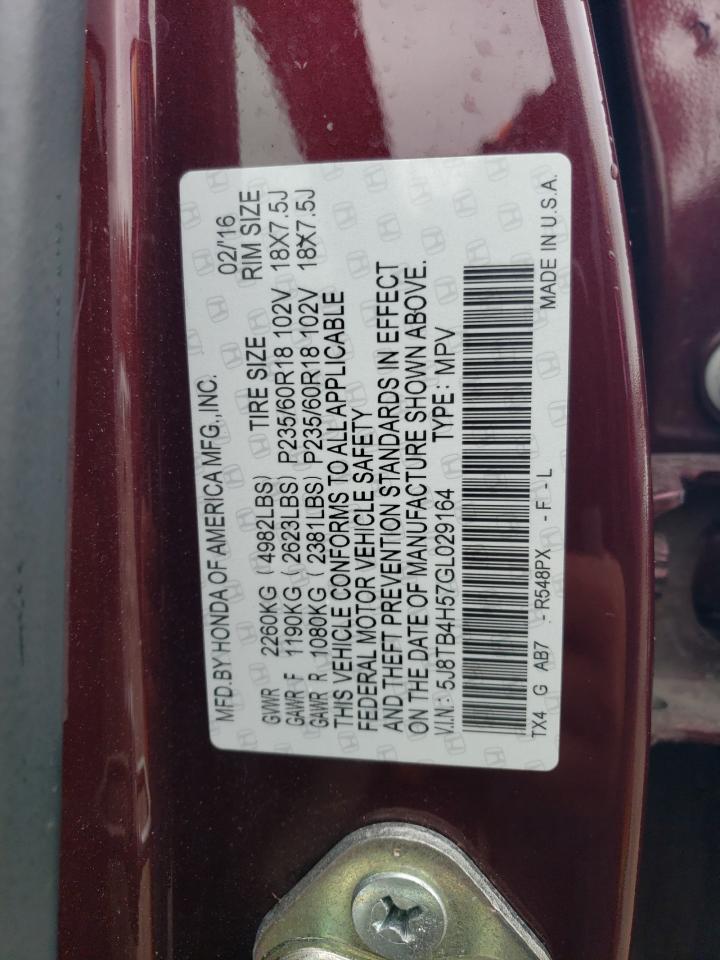 MFD. BY HONDA OF AMERICA MFG., INC. 02/'16
GVWR 2260KG ( 4982LBS) TIRE SIZE RIM SIZE
GAWR F 1190KG ( 2623LBS) P235/60R18 102V 18X7.5J
GAWR R 1080KG ( 2381LBS) P235/60R18 102V 18X7.5J
THIS VEHICLE CONFORMS TO ALL APPLICABLE
FEDERAL MOTOR VEHICLE SAFETY
AND THEFT PREVENTION STANDARDS IN EFFECT
ON THE DATE OF MANUFACTURE SHOWN ABOVE.
V.I.N.: 5J8TB4H57GL029164 TYPE: MPV
TX4 G AB7 - R548PX - F - L MADE IN U.S.A.